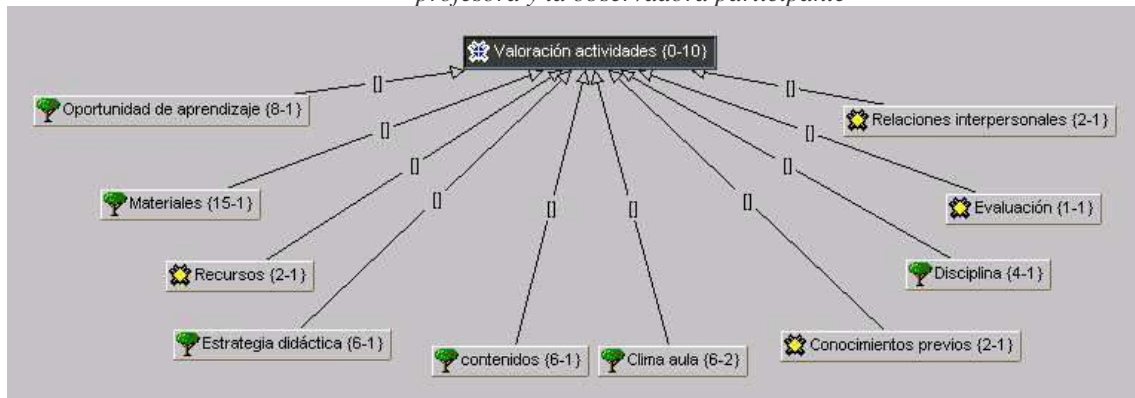 profesora y la observadora participante
Valoración actividades {0-10}
[]
[]
Oportunidad de aprendizaje {8-1}
Relaciones interpersonales {2-1}
[]
[]
[]
[]
Materiales {15-1}
[]
[]
[]
[]
Evaluación {1-1}
Recursos {2-1}
Disciplina {4-1}
Estrategia didáctica {6-1}
contenidos {6-1}
Clima aula {6-2}
Conocimientos previos {2-1}